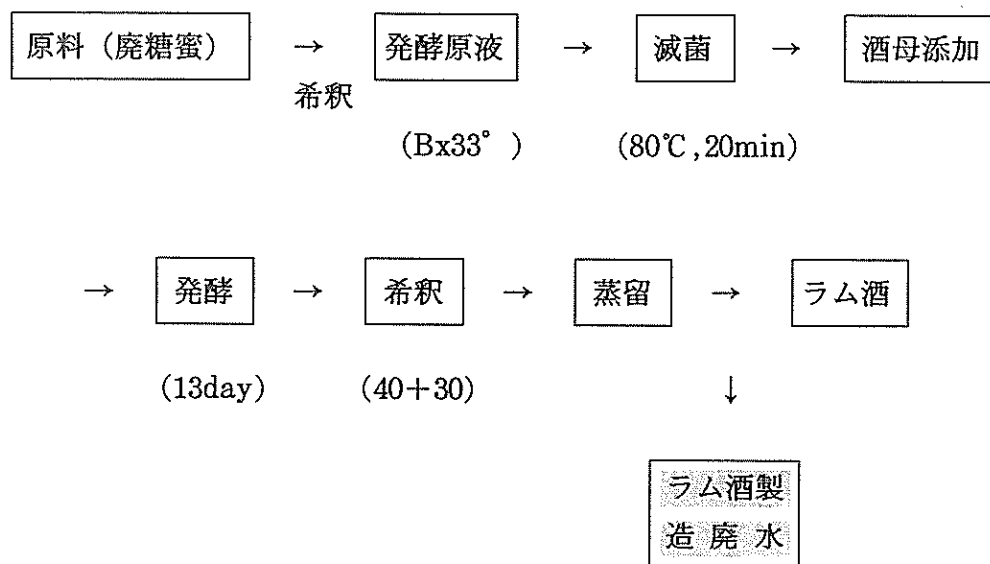 原料（廃糖蜜） → 発酵原液 → 滅菌 → 酒母添加
希釈
(Bx33° ) (80℃,20min)
→ 発酵 → 希釈 → 蒸留 → ラム酒
(13day) (40＋30) ↓
ラム酒製
造 廃 水